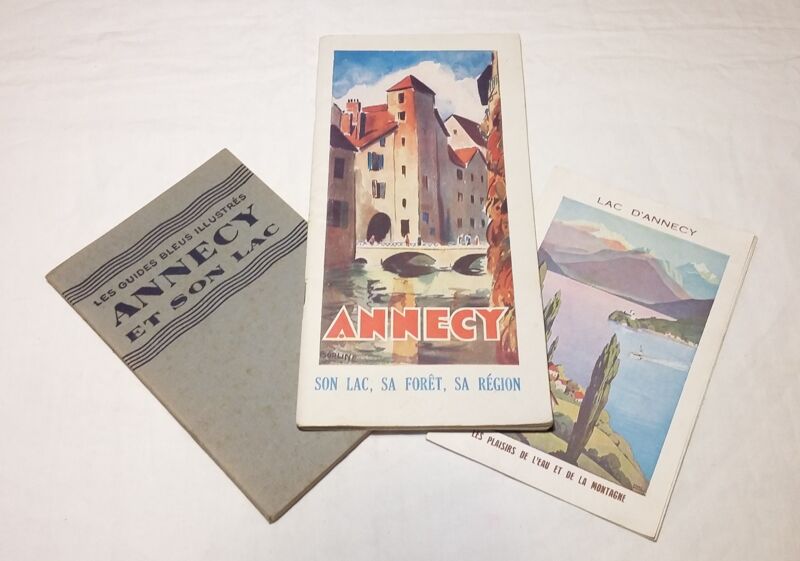 LES GUIDES BLEUS ILLUSTRÉS
ANNECY
ET SON LAC
ANNECY
SON LAC, SA FORÊT, SA RÉGION
LAC D'ANNECY
LES PLAISIRS DE L'EAU ET DE LA MONTAGNE